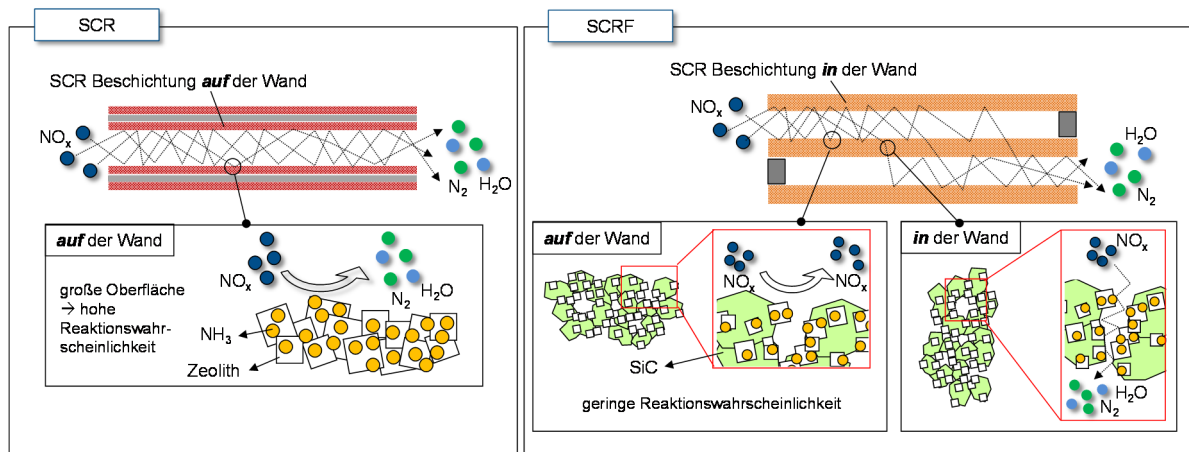 SCR
SCR Beschichtung auf der Wand
NOx
N2
H2O
auf der Wand
NOx
N2
H2O
große Oberfläche
→ hohe
Reaktionswahr-
scheinlichkeit
NH3
Zeolith
SCRF
SCR Beschichtung in der Wand
NOx
H2O
N2
auf der Wand
NOx
NOx
SiC
geringe Reaktionswahrscheinlichkeit
in der Wand
NOx
H2O
N2